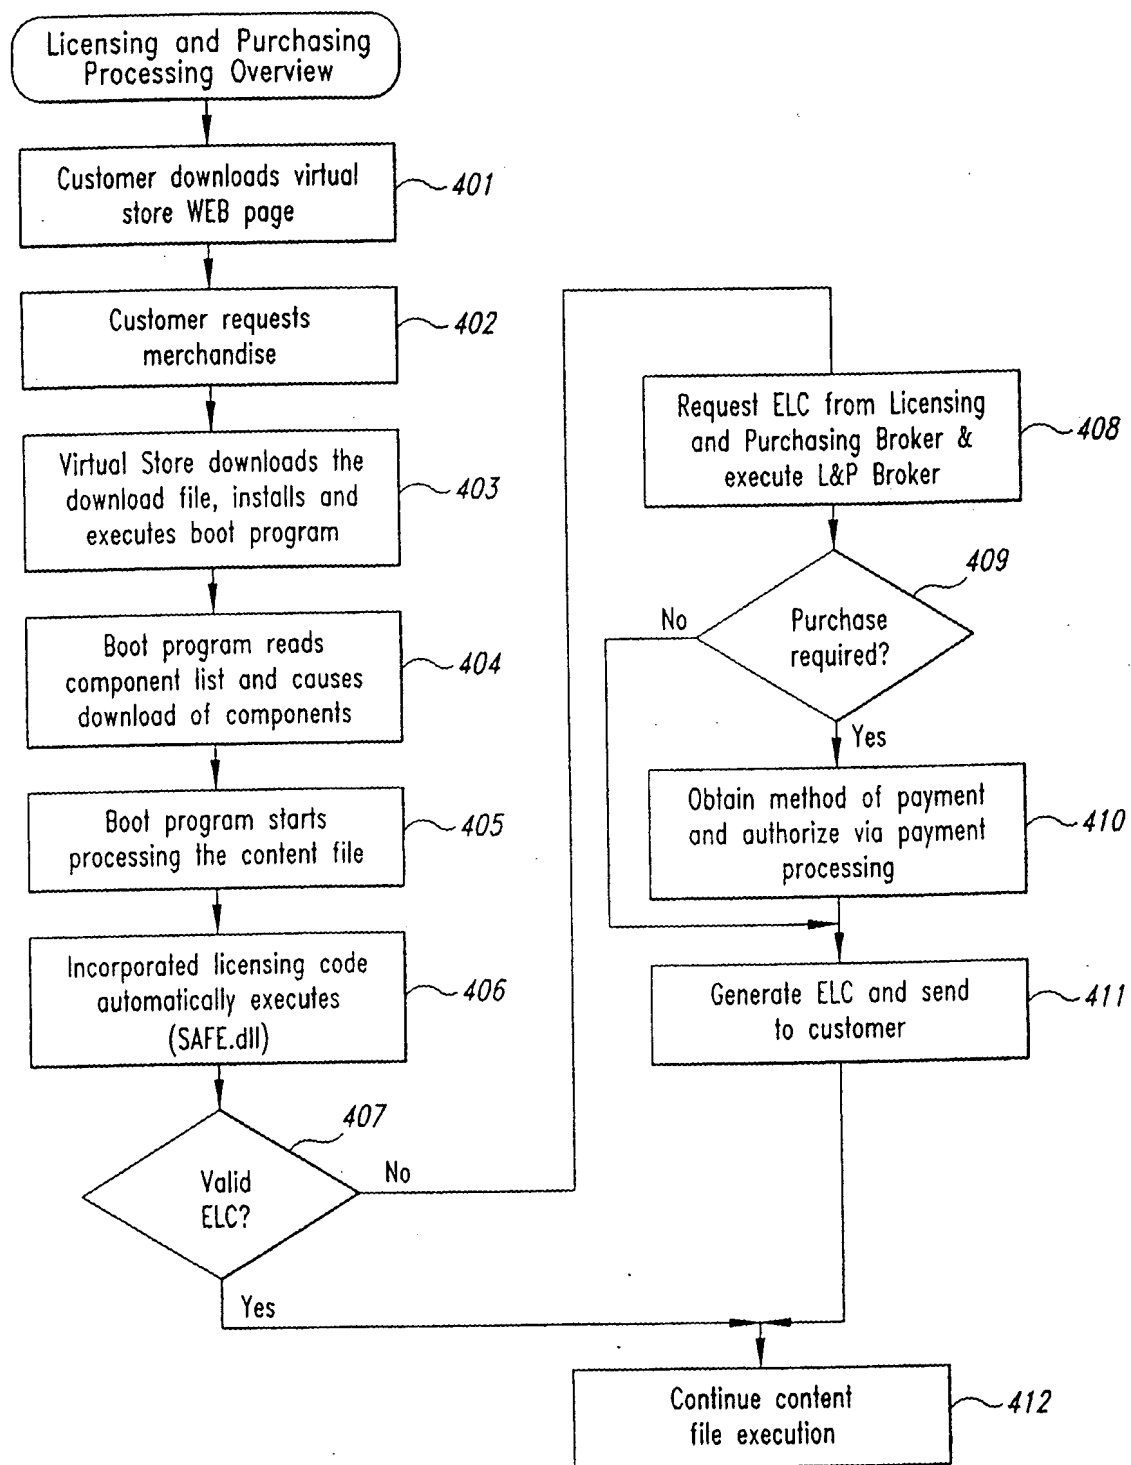 Licensing and Purchasing
Processing Overview
Customer downloads virtual
store WEB page
401
Customer requests
merchandise
402
Virtual Store downloads the
download file, installs and
executes boot program
403
Boot program reads
component list and causes
download of components
404
Boot program starts
processing the content file
405
Incorporated licensing code
automatically executes
(SAFE.dll)
406
407
Valid
ELC?
No
Yes
Request ELC from Licensing
and Purchasing Broker &
execute L&P Broker
408
409
Purchase
required?
No
Yes
Obtain method of payment
and authorize via payment
processing
410
Generate ELC and send
to customer
411
Continue content
file execution
412